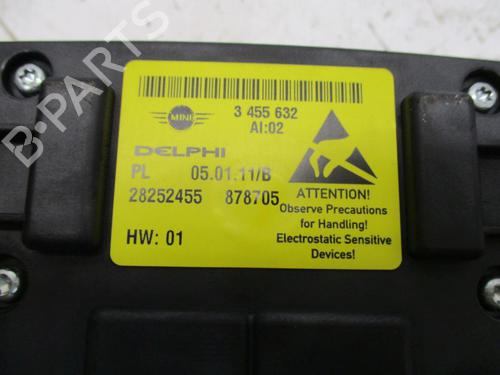 MINI
3 455 632
AI:02
DELPHI
PL 05.01.11/B
28252455 878705
HW: 01
ATTENTION!
Observe Precautions
for Handling!
Electrostatic Sensitive
Devices!
B-PARTS